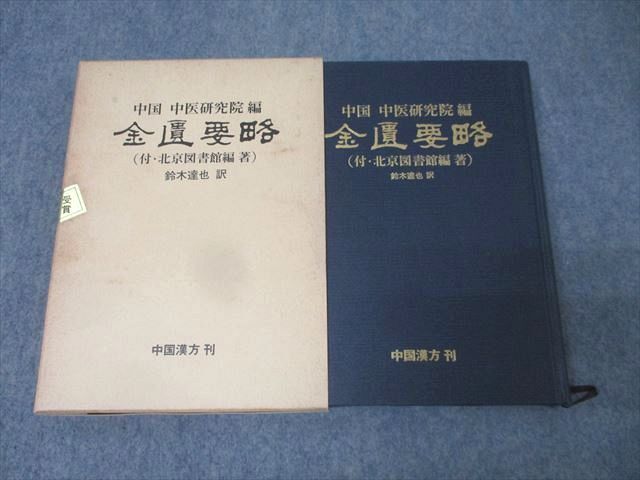 中国 中医研究院 編
金匱要略
(付・北京図書館編 著)
鈴木達也 訳
受賞
中国漢方 刊
中国 中医研究院 編
金匱要略
(付・北京図書館編 著)
鈴木達也 訳
中国漢方 刊